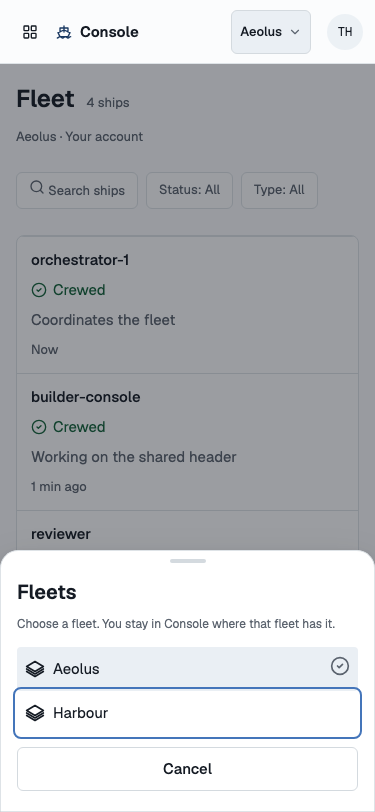 Console
Aeolus
TH
Fleet 4 ships
Aeolus · Your account
Search ships
Status: All
Type: All
orchestrator-1
Crewed
Coordinates the fleet
Now
builder-console
Crewed
Working on the shared header
1 min ago
reviewer
Fleets
Choose a fleet. You stay in Console where that fleet has it.
Aeolus
Harbour
Cancel